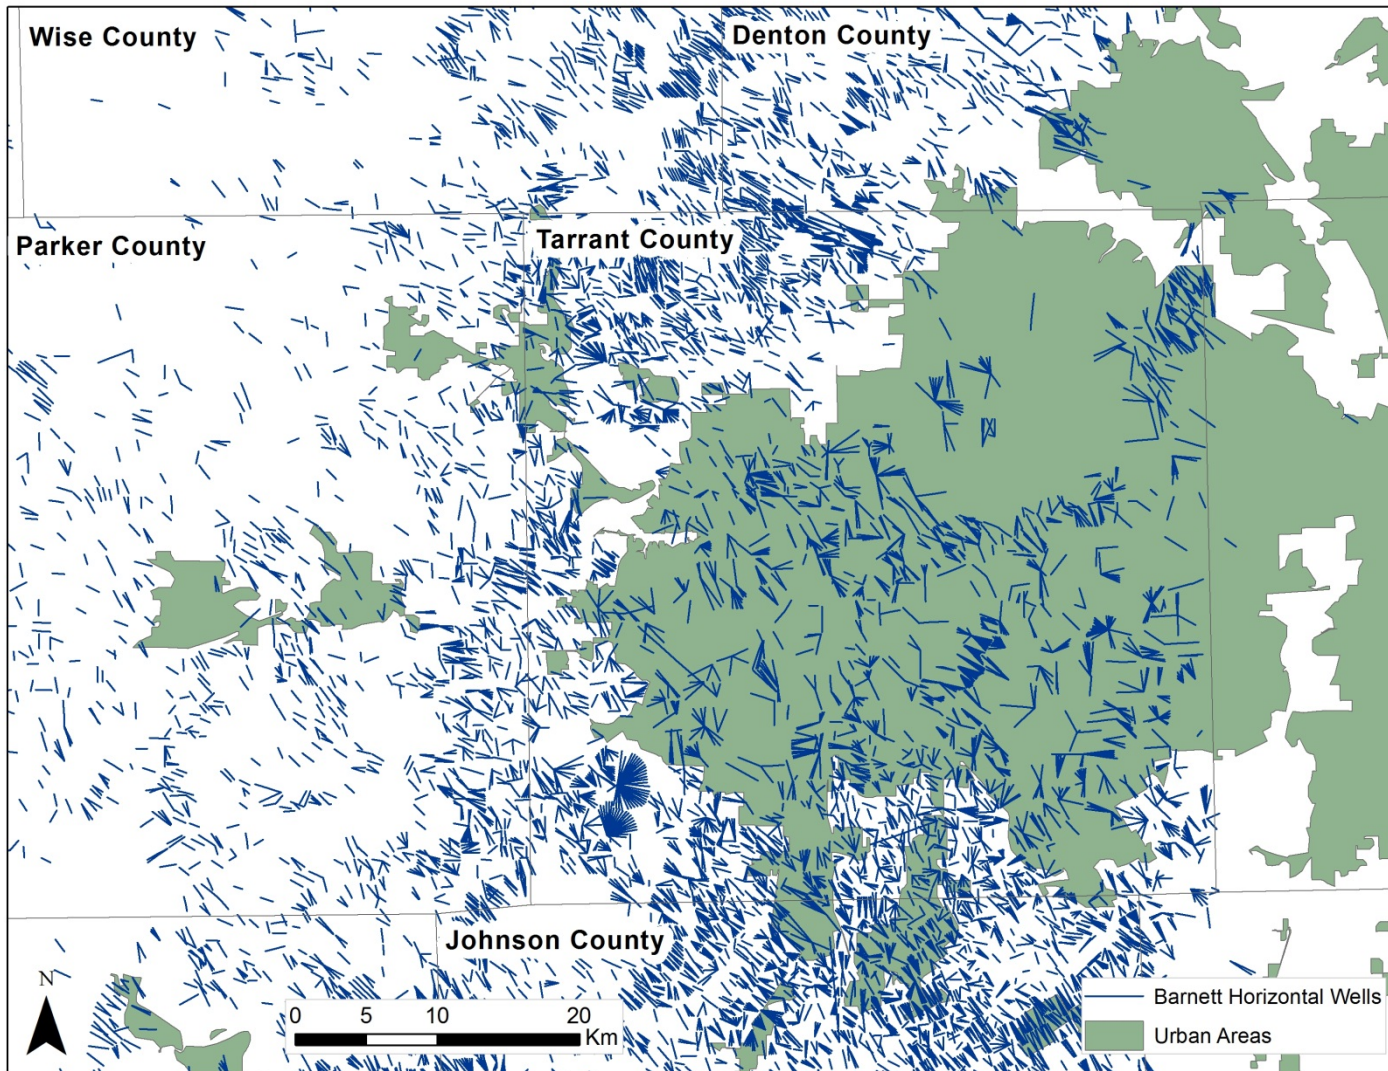 Wise County
Denton County
Parker County
Tarrant County
Johnson County
N
0 5 10 20
Km
Barnett Horizontal Wells
Urban Areas